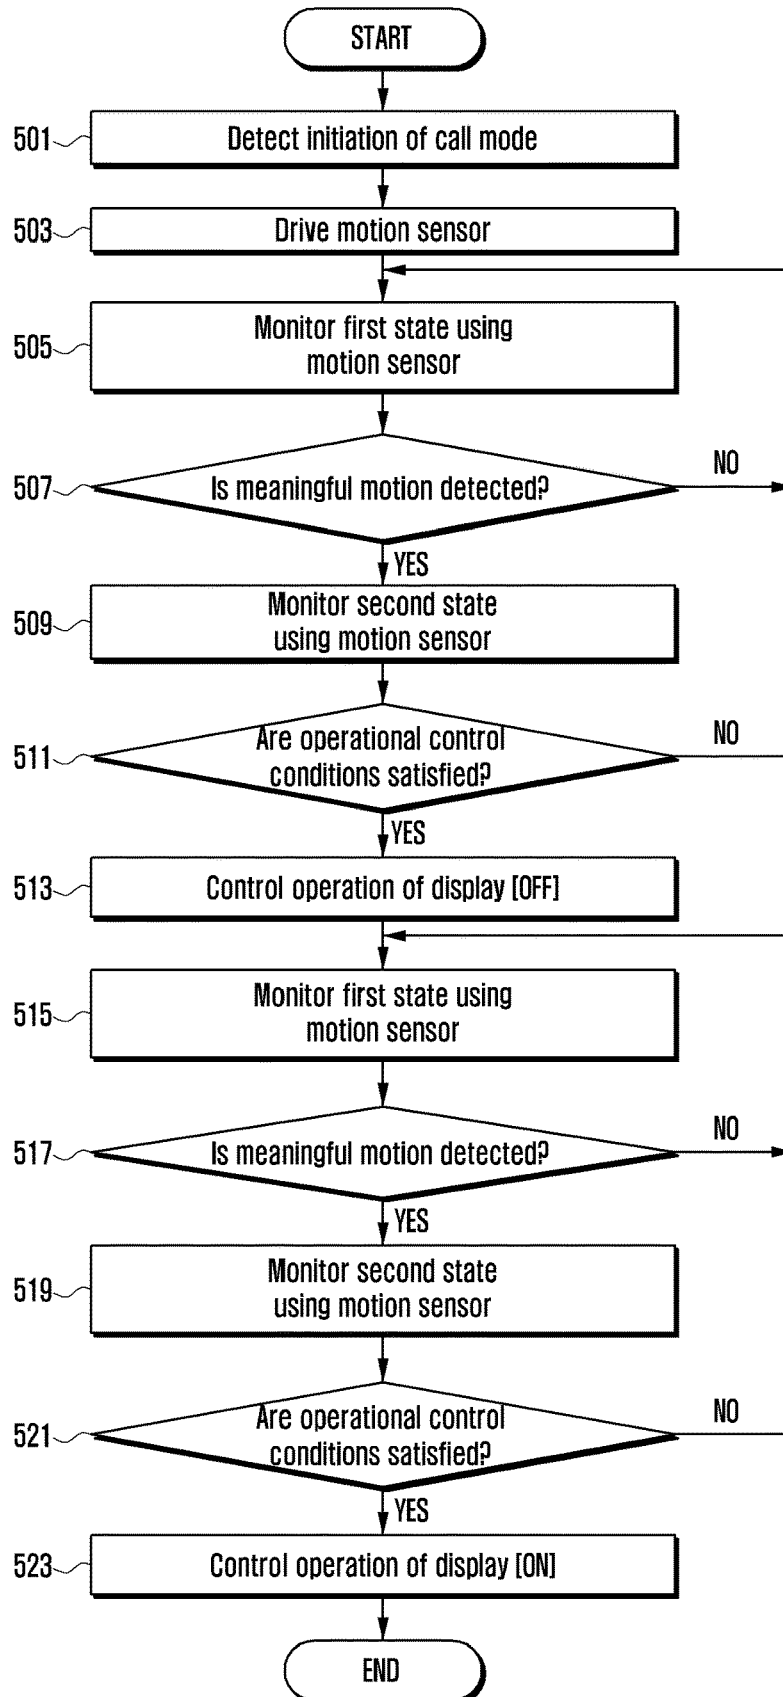 START
501
Detect initiation of call mode
503
Drive motion sensor
505
Monitor first state using
motion sensor
507
Is meaningful motion detected?
NO
YES
509
Monitor second state
using motion sensor
511
Are operational control
conditions satisfied?
NO
YES
513
Control operation of display [OFF]
515
Monitor first state using
motion sensor
517
Is meaningful motion detected?
NO
YES
519
Monitor second state
using motion sensor
521
Are operational control
conditions satisfied?
NO
YES
523
Control operation of display [ON]
END